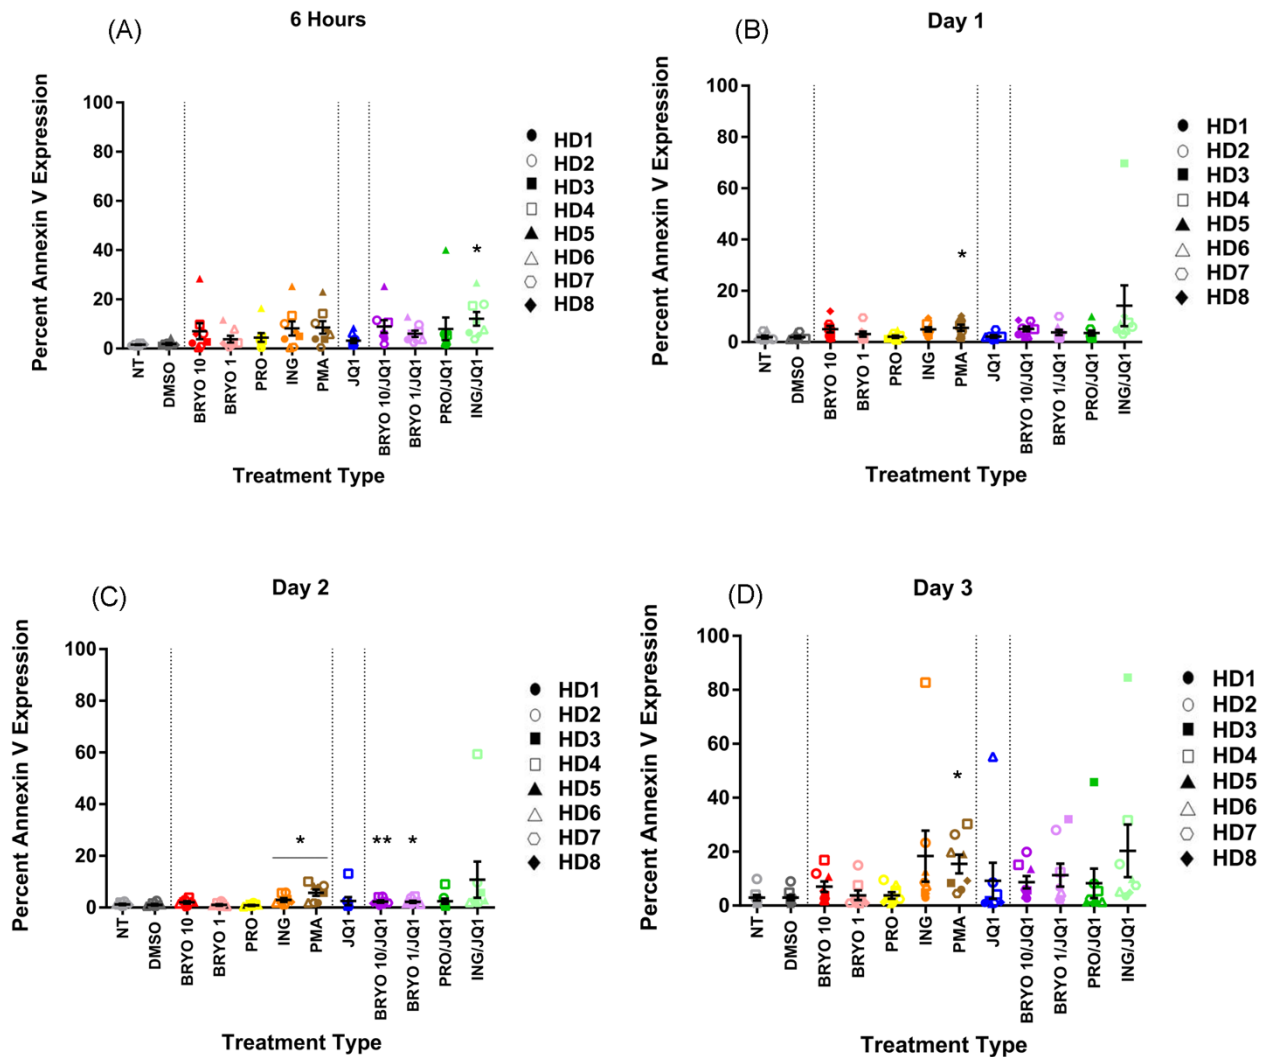 (A)
6 Hours
Percent Annexin V Expression
100
80
60
40
20
0
*
NT
DMSO
BRYO 10
BRYO 1
PRO
ING
PMA
JQ1
BRYO 10/JQ1
BRYO 1/JQ1
PRO/JQ1
ING/JQ1
Treatment Type
HD1
HD2
HD3
HD4
HD5
HD6
HD7
HD8
(B)
Day 1
Percent Annexin V Expression
100
80
60
40
20
0
*
NT
DMSO
BRYO 10
BRYO 1
PRO
ING
PMA
JQ1
BRYO 10/JQ1
BRYO 1/JQ1
PRO/JQ1
ING/JQ1
Treatment Type
HD1
HD2
HD3
HD4
HD5
HD6
HD7
HD8
(C)
Day 2
Percent Annexin V Expression
100
80
60
40
20
0
*
**
*
NT
DMSO
BRYO 10
BRYO 1
PRO
ING
PMA
JQ1
BRYO 10/JQ1
BRYO 1/JQ1
PRO/JQ1
ING/JQ1
Treatment Type
HD1
HD2
HD3
HD4
HD5
HD6
HD7
HD8
(D)
Day 3
Percent Annexin V Expression
100
80
60
40
20
0
*
NT
DMSO
BRYO 10
BRYO 1
PRO
ING
PMA
JQ1
BRYO 10/JQ1
BRYO 1/JQ1
PRO/JQ1
ING/JQ1
Treatment Type
HD1
HD2
HD3
HD4
HD5
HD6
HD7
HD8